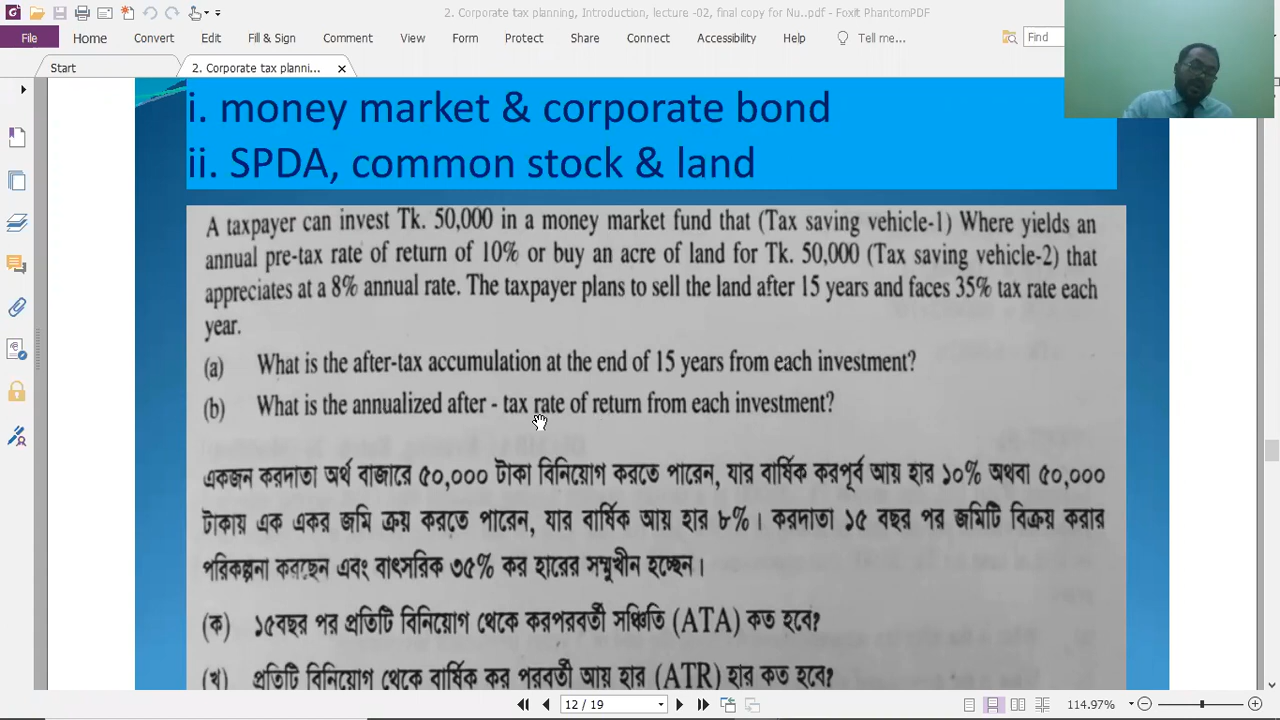 2. Corporate tax planning, Introduction, lecture -02, final copy for Nu..pdf - Foxit PhantomPDF
File Home Convert Edit Fill & Sign Comment View Form Protect Share Connect Accessibility Help Tell me... Find
Start 2. Corporate tax planni...
i. money market & corporate bond
ii. SPDA, common stock & land
A taxpayer can invest Tk. 50,000 in a money market fund that (Tax saving vehicle-1) Where yields an
annual pre-tax rate of return of 10% or buy an acre of land for Tk. 50,000 (Tax saving vehicle-2) that
appreciates at a 8% annual rate. The taxpayer plans to sell the land after 15 years and faces 35% tax rate each
year.
(a) What is the after-tax accumulation at the end of 15 years from each investment?
(b) What is the annualized after - tax rate of return from each investment?
একজন করদাতা অর্থ বাজারে ৫০,০০০ টাকা বিনিয়োগ করতে পারেন, যার বার্ষিক করপূর্ব আয় হার ১০% অথবা ৫০,০০০
টাকায় এক একর জমি ক্রয় করতে পারেন, যার বার্ষিক আয় হার ৮%। করদাতা ১৫ বছর পর জমিটি বিক্রয় করার
পরিকল্পনা করছেন এবং বাৎসরিক ৩৫% কর হারের সম্মুখীন হচ্ছেন।
(ক) ১৫বছর পর প্রতিটি বিনিয়োগ থেকে করপরবর্তী সঞ্চিতি (ATA) কত হবে?
(খ) প্রতিটি বিনিয়োগ থেকে বার্ষিক কর পরবর্তী আয় হার (ATR) হার কত হবে?
12 / 19 114.97%